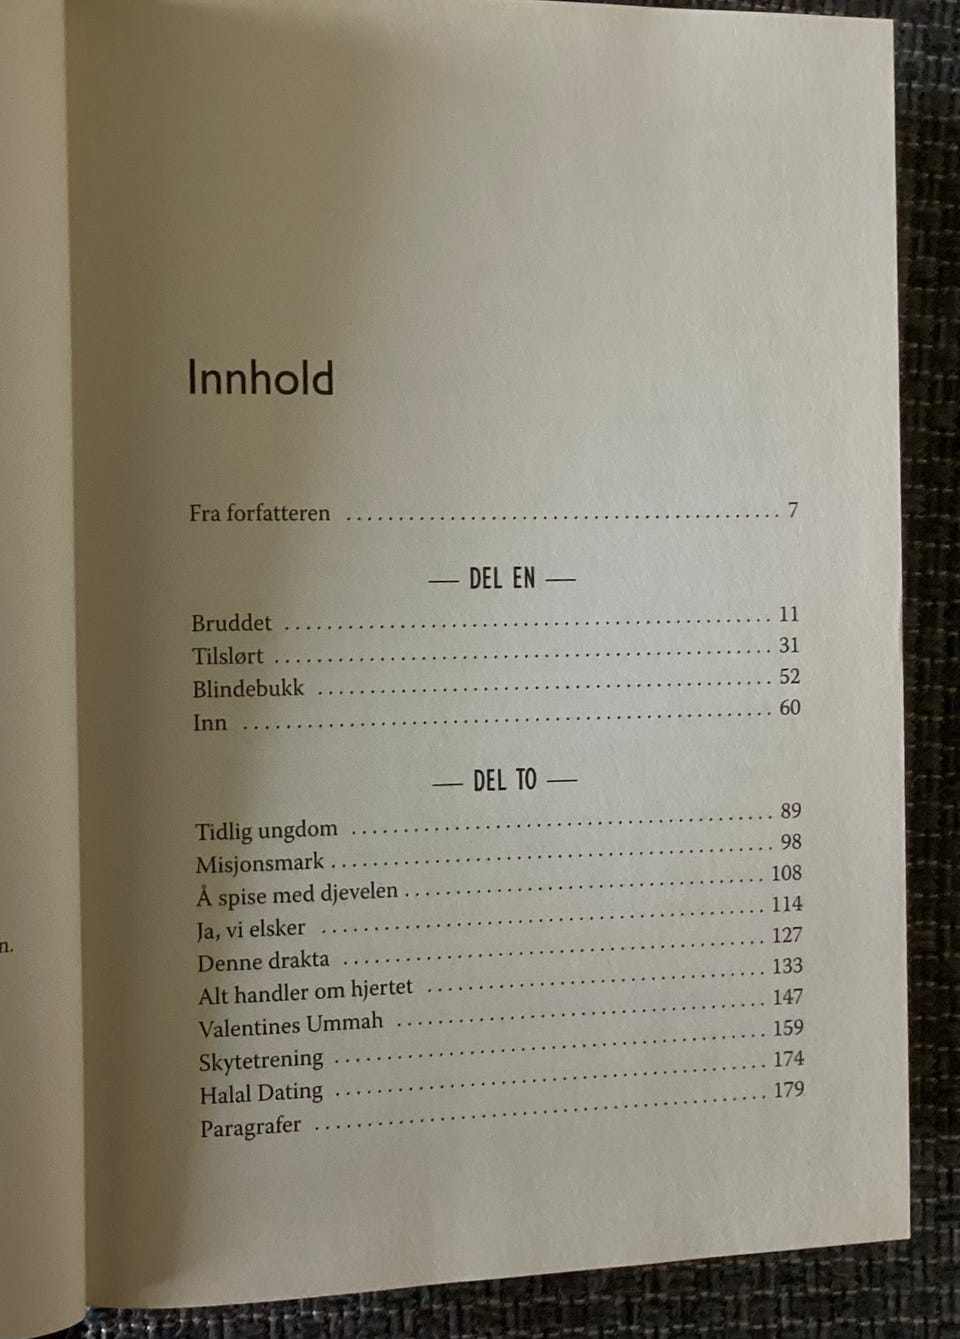 Innhold
Fra forfatteren ........................................ 7
— DEL EN —
Bruddet ........................................ 11
Tilslørt ........................................ 31
Blindebukk ........................................ 52
Inn ........................................ 60
— DEL TO —
Tidlig ungdom ........................................ 89
Misjonsmark ........................................ 98
Å spise med djevelen ........................................ 108
Ja, vi elsker ........................................ 114
Denne drakta ........................................ 127
Alt handler om hjertet ........................................ 133
Valentines Ummah ........................................ 147
Skytetrening ........................................ 159
Halal Dating ........................................ 174
Paragrafer ........................................ 179
n.